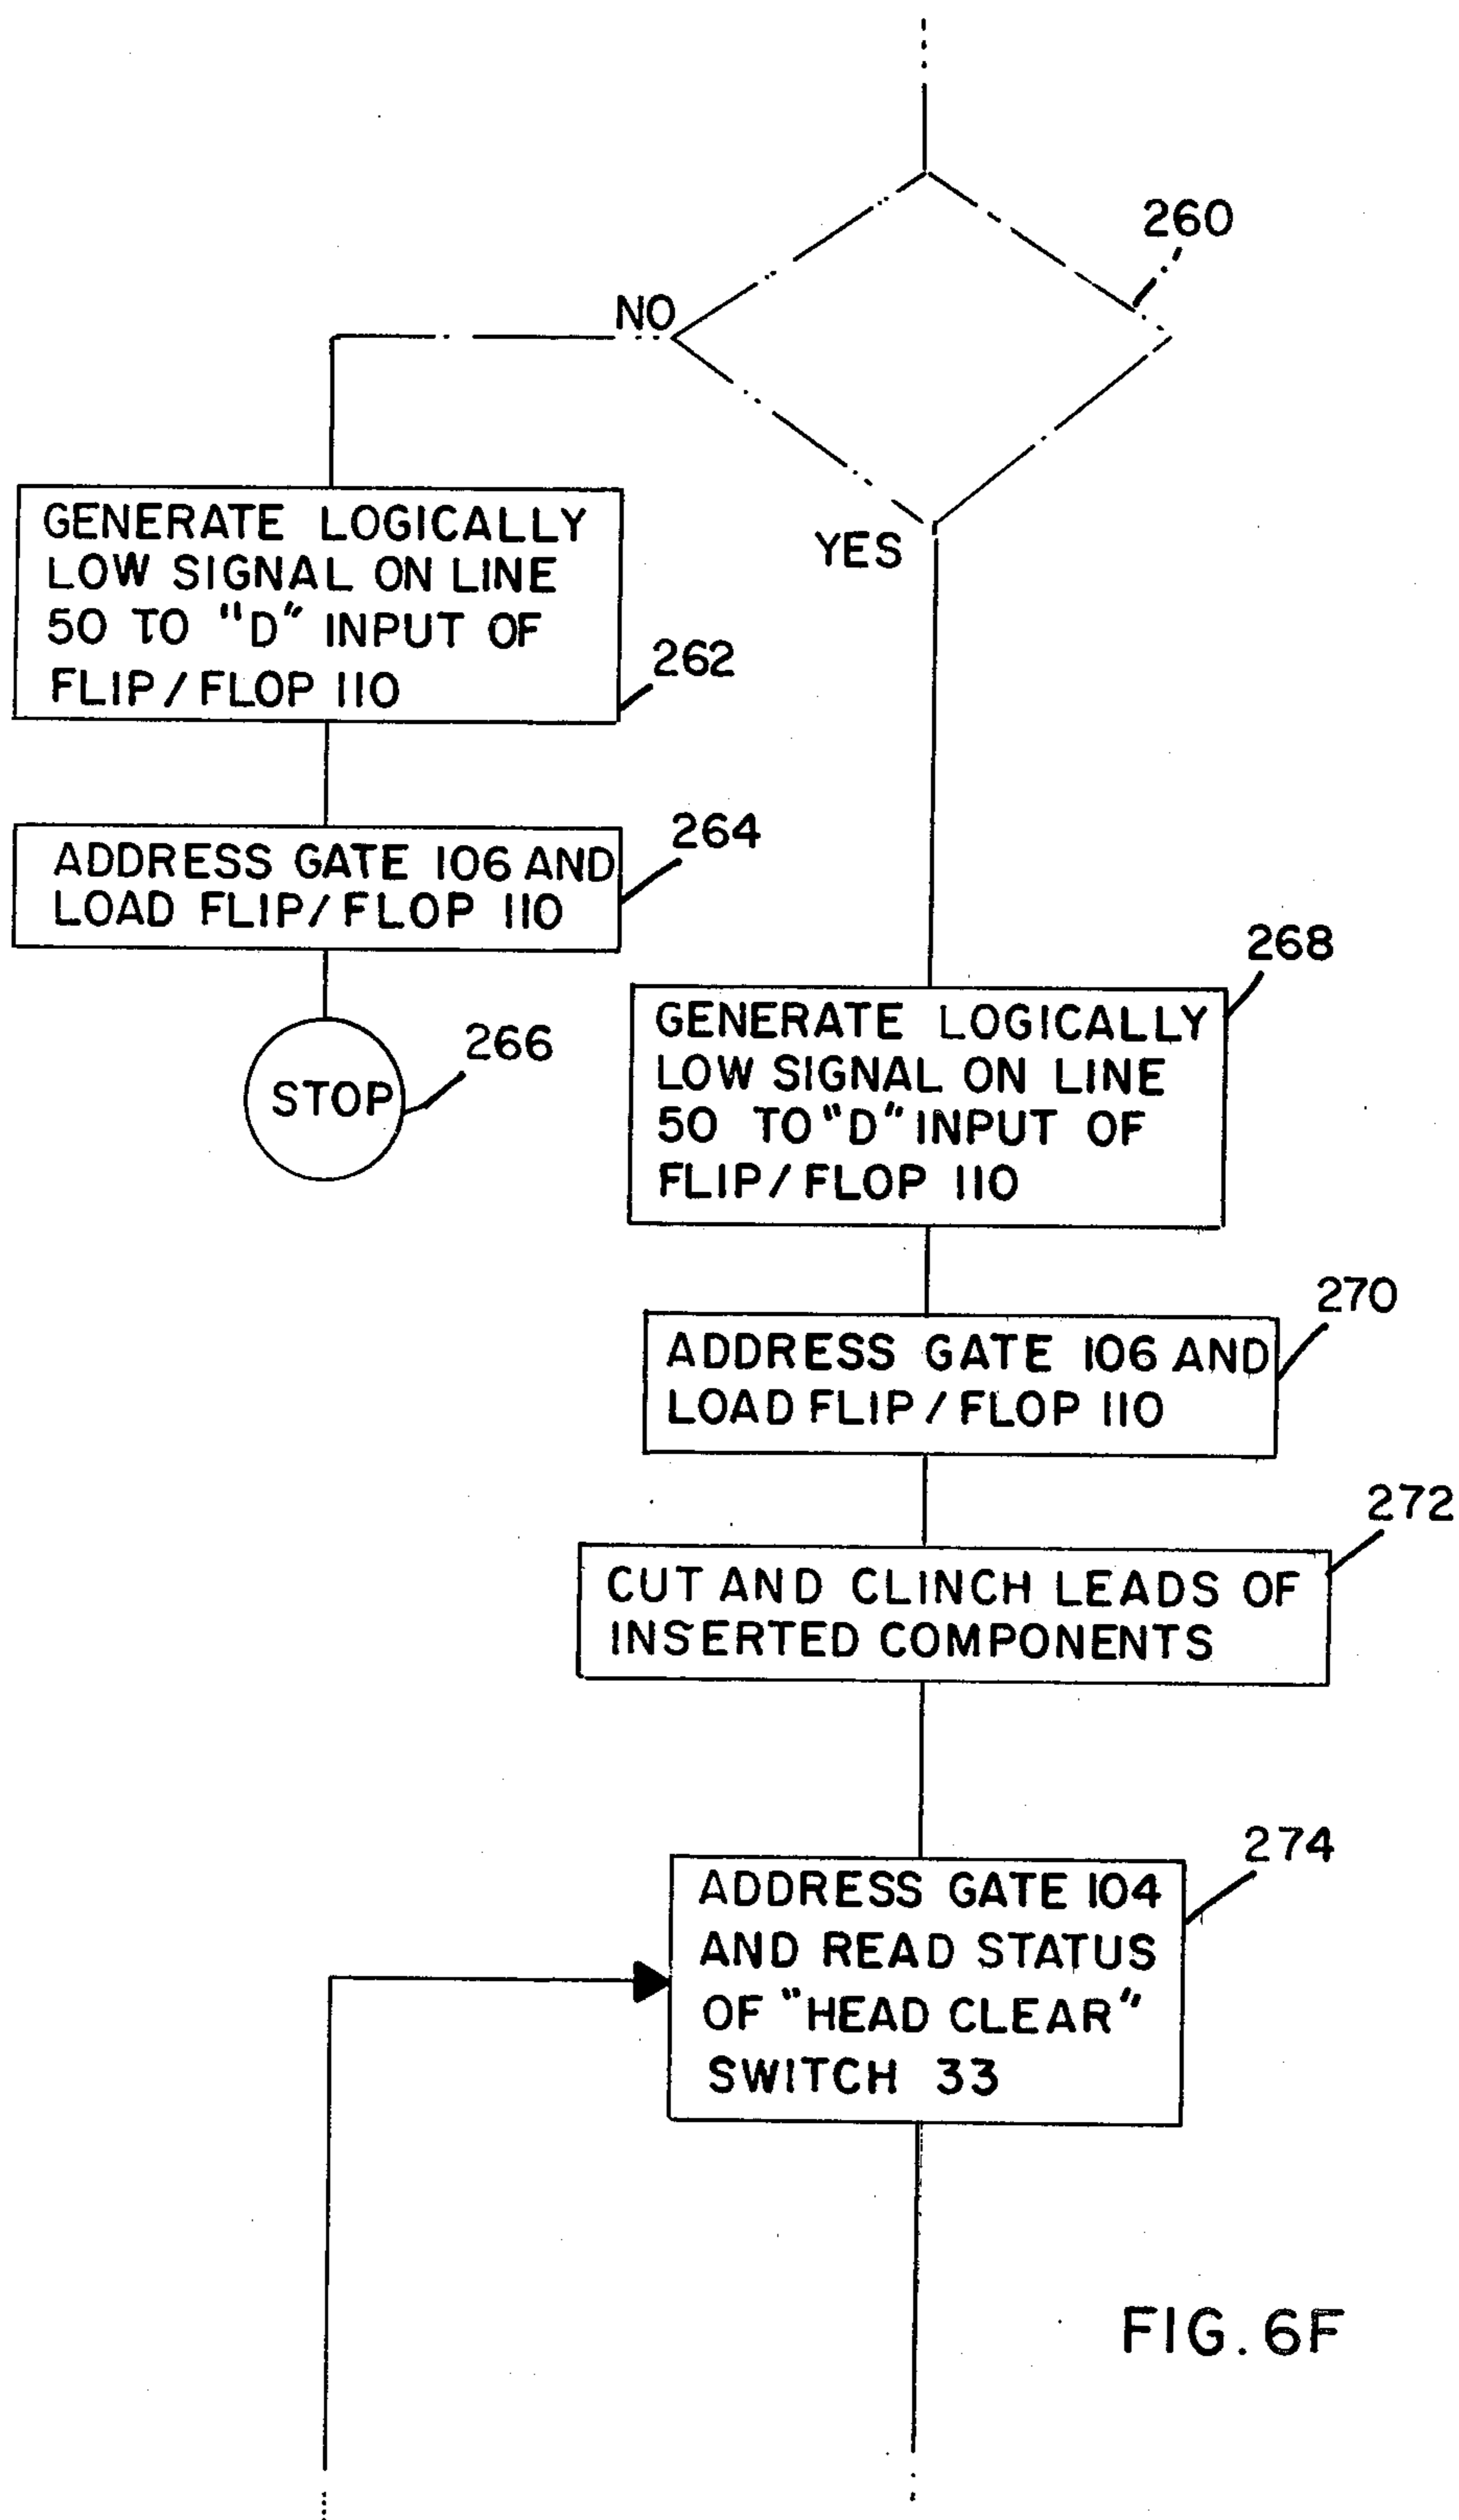 260
NO
YES
GENERATE LOGICALLY
LOW SIGNAL ON LINE
50 TO "D" INPUT OF
FLIP/FLOP 110
262
ADDRESS GATE 106 AND
LOAD FLIP/FLOP 110
264
STOP
266
268
GENERATE LOGICALLY
LOW SIGNAL ON LINE
50 TO "D" INPUT OF
FLIP/FLOP 110
270
ADDRESS GATE 106 AND
LOAD FLIP/FLOP 110
272
CUT AND CLINCH LEADS OF
INSERTED COMPONENTS
274
ADDRESS GATE 104
AND READ STATUS
OF "HEAD CLEAR"
SWITCH 33
FIG. 6F